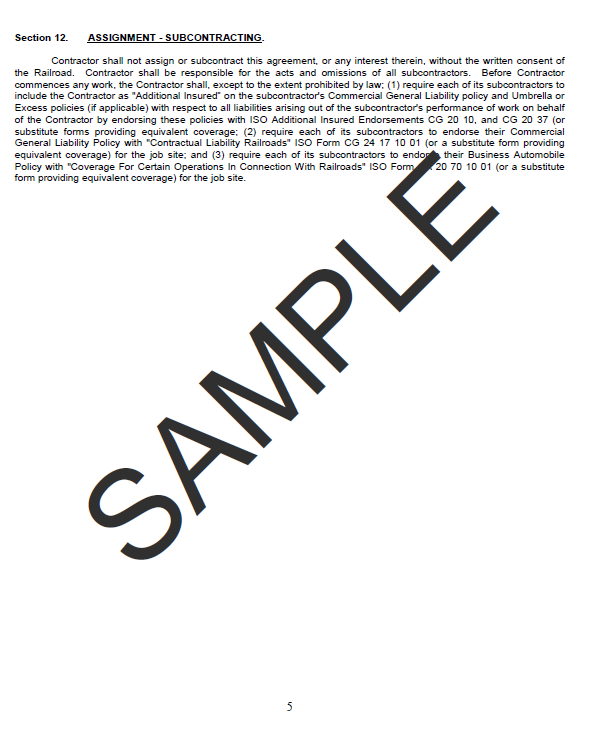 Section 12. ASSIGNMENT - SUBCONTRACTING.
Contractor shall not assign or subcontract this agreement, or any interest therein, without the written consent of
the Railroad. Contractor shall be responsible for the acts and omissions of all subcontractors. Before Contractor
commences any work, the Contractor shall, except to the extent prohibited by law; (1) require each of its subcontractors to
include the Contractor as "Additional Insured" on the subcontractor's Commercial General Liability policy and Umbrella or
Excess policies (if applicable) with respect to all liabilities arising out of the subcontractor's performance of work on behalf
of the Contractor by endorsing these policies with ISO Additional Insured Endorsements CG 20 10, and CG 20 37 (or
substitute forms providing equivalent coverage; (2) require each of its subcontractors to endorse their Commercial
General Liability Policy with "Contractual Liability Railroads" ISO Form CG 24 17 10 01 (or a substitute form providing
equivalent coverage) for the job site; and (3) require each of its subcontractors to endorse their Business Automobile
Policy with "Coverage For Certain Operations In Connection With Railroads" ISO Form 20 70 10 01 (or a substitute
form providing equivalent coverage) for the job site.
SAMPLE
5